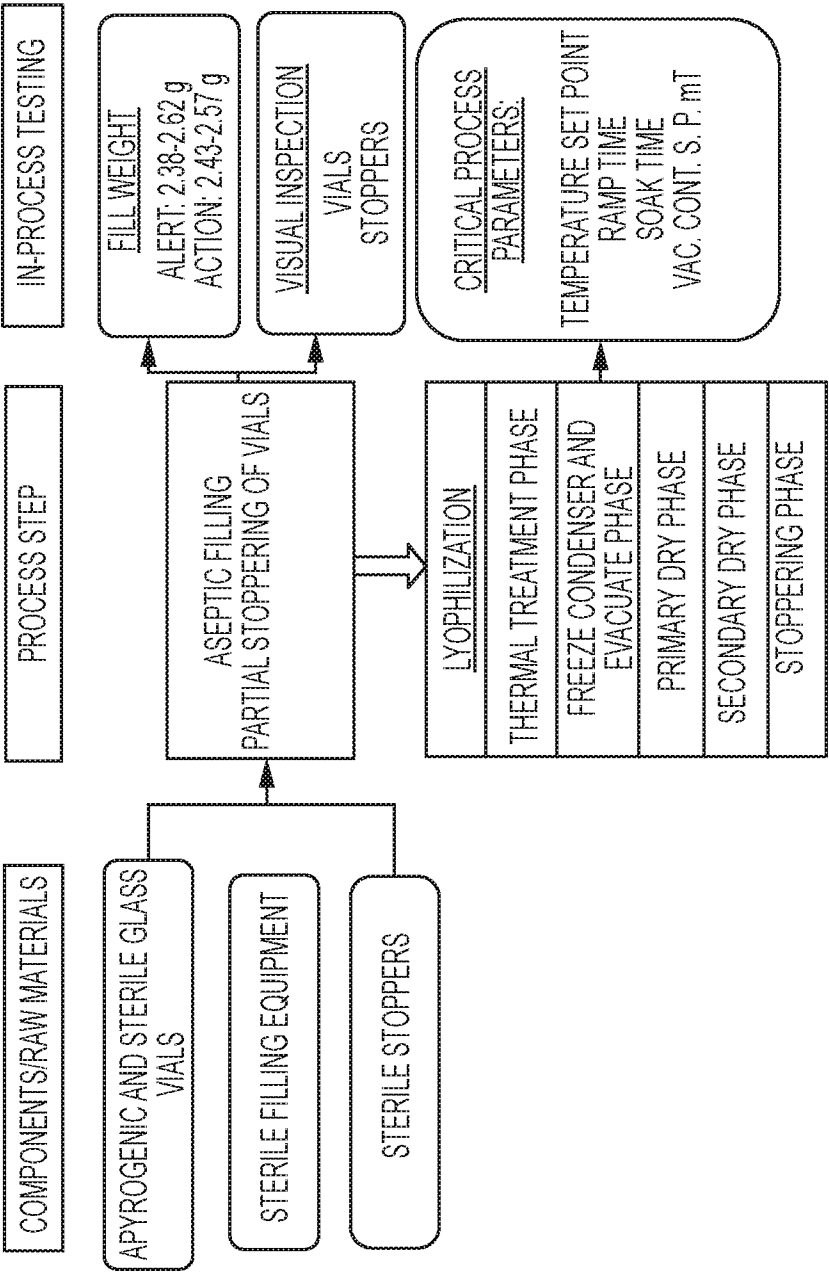 COMPONENTS/RAW MATERIALS
PROCESS STEP
IN-PROCESS TESTING
APYROGENIC AND STERILE GLASS
VIALS
STERILE FILLING EQUIPMENT
STERILE STOPPERS
ASEPTIC FILLING
PARTIAL STOPPERING OF VIALS
FILL WEIGHT
ALERT: 2.38-2.62 g
ACTION: 2.43-2.57 g
VISUAL INSPECTION
VIALS
STOPPERS
LYOPHILIZATION
THERMAL TREATMENT PHASE
FREEZE CONDENSER AND
EVACUATE PHASE
PRIMARY DRY PHASE
SECONDARY DRY PHASE
STOPPERING PHASE
CRITICAL PROCESS
PARAMETERS:
TEMPERATURE SET POINT
RAMP TIME
SOAK TIME
VAC. CONT. S. P. mT